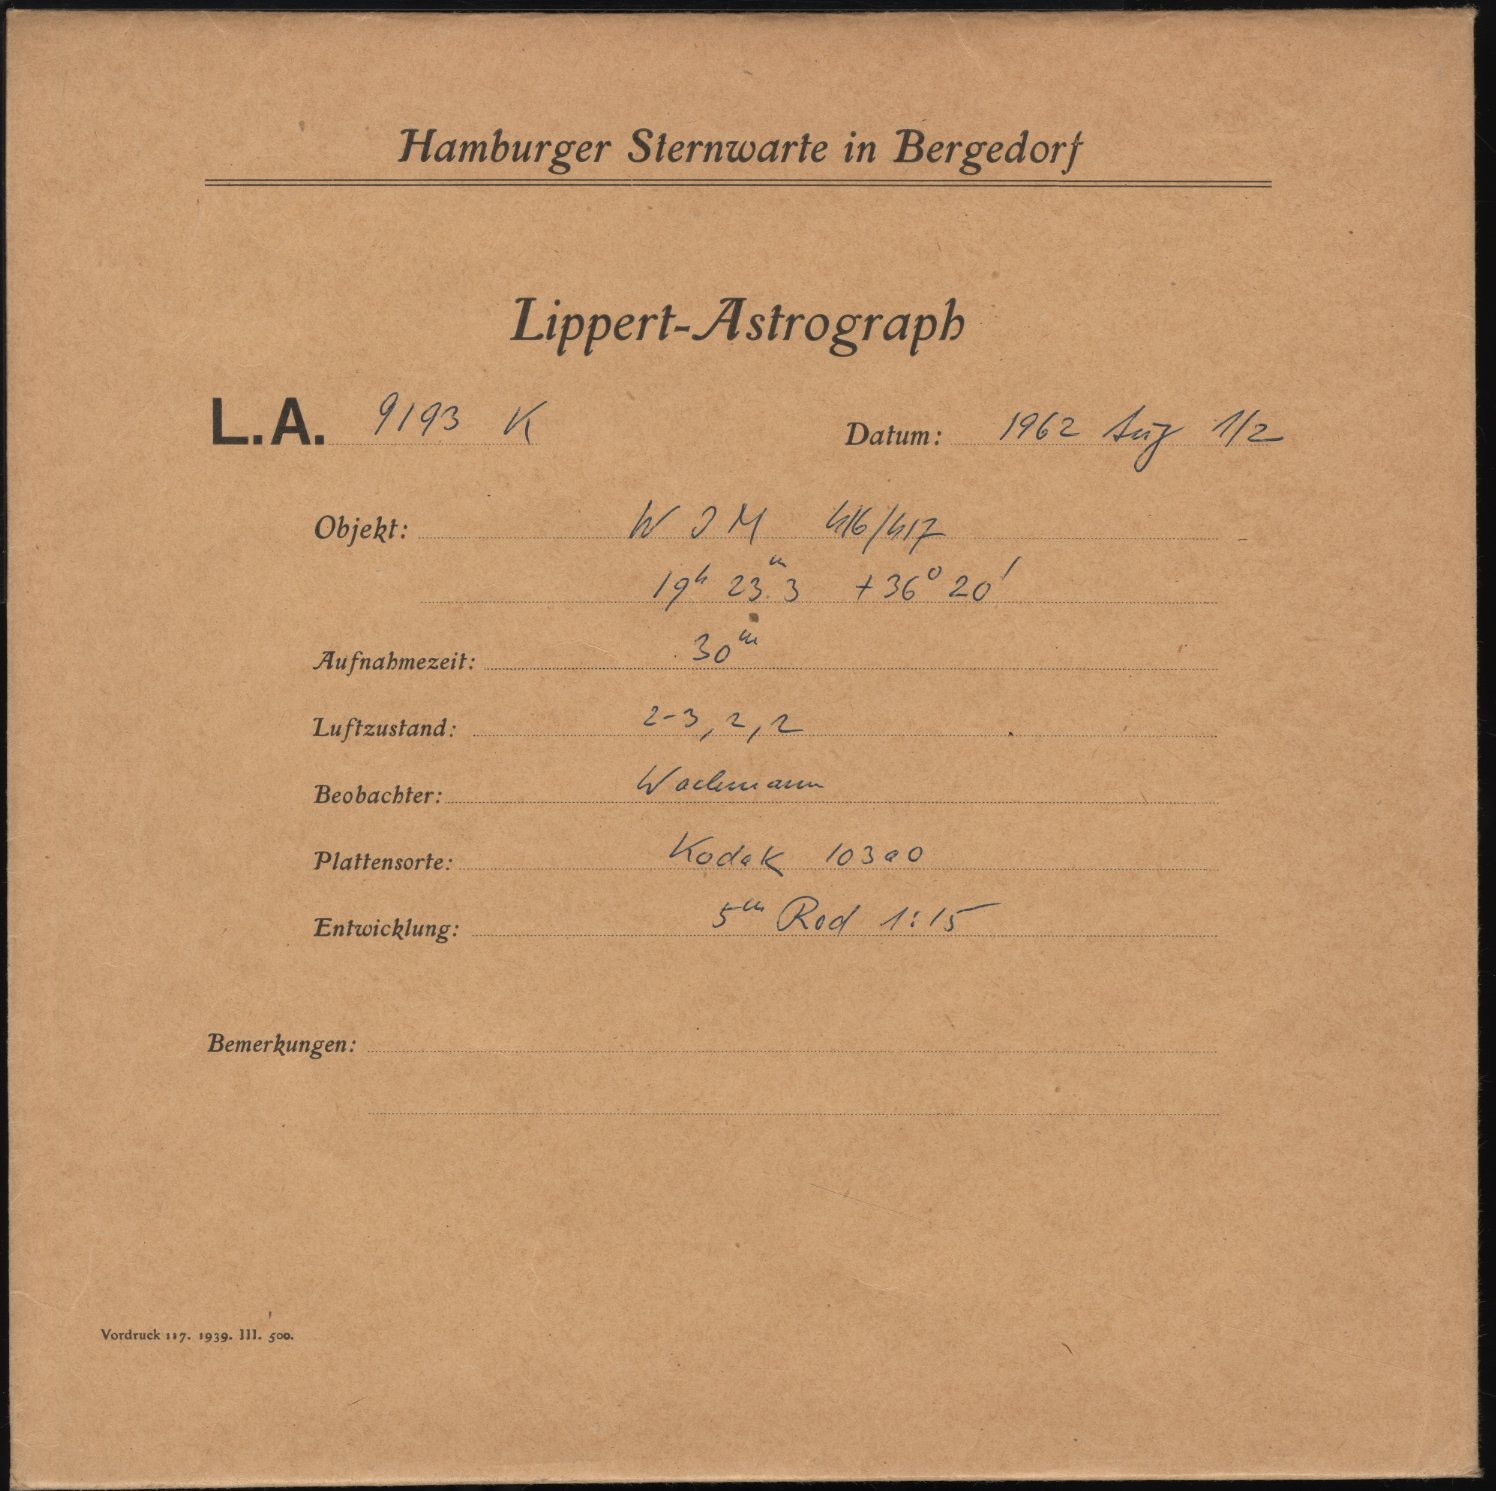 Hamburger Sternwarte in Bergedorf
Lippert-Astrograph
L.A. 9193 K Datum: 1962 Aug 1/2
Objekt: W J M 416/417
19ʰ 23ᵐ.3 +36° 20′
Aufnahmezeit: 30ᵐ
Luftzustand: 2-3, 2, 2
Beobachter: Wachmann
Plattensorte: Kodak 103a0
Entwicklung: 5ᵐ Rod 1:15
Bemerkungen:
Vordruck 117. 1939. III. 500.